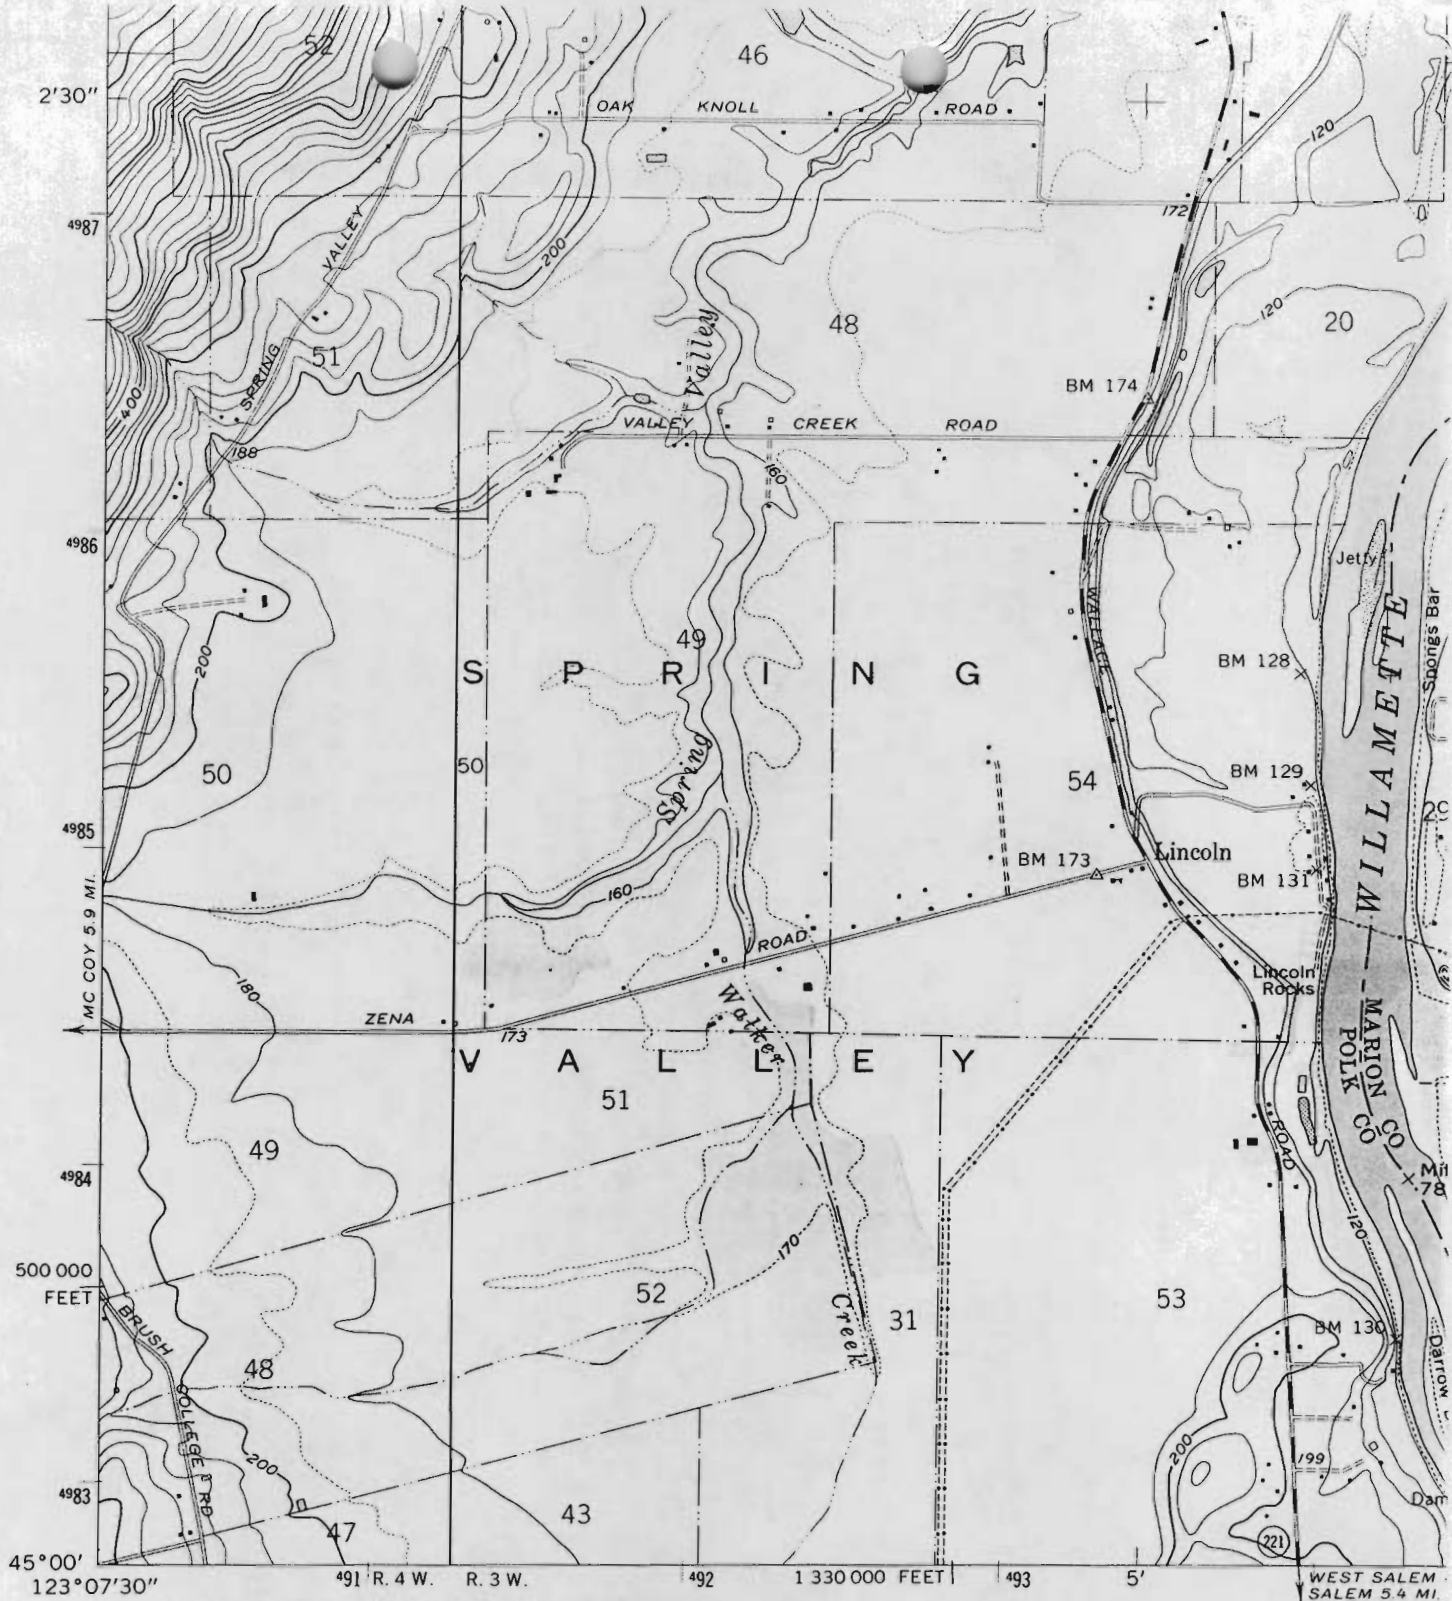 52
46
2'30"
OAK KNOLL ROAD
120
172
4987
VALLEY
200
Valley
48
120
20
SPRING
51
BM 174
400
VALLEY CREEK ROAD
188
160
4986
Jetty
WALLACE
Spongs Bar
200
49
BM 128
SPRING
WILLAMETTE
50
50
Spring
54
BM 129
4985
Lincoln
BM 173
BM 131
160
MC COY 5.9 MI.
ROAD
Lincoln
Rocks
180
Walker
ZENA
173
MARION CO
POLK CO
VALLEY
51
49
ROAD
4984
78
120
170
500 000
FEET
52
53
Creek
31
BRUSH
BM 130
Darrow
48
COLLEGE RD
200
200
199
4983
43
47
221
45°00'
123°07'30"
491 R. 4 W. R. 3 W. 492 1 330 000 FEET 493 5'
WEST SALEM
SALEM 5.4 MI.